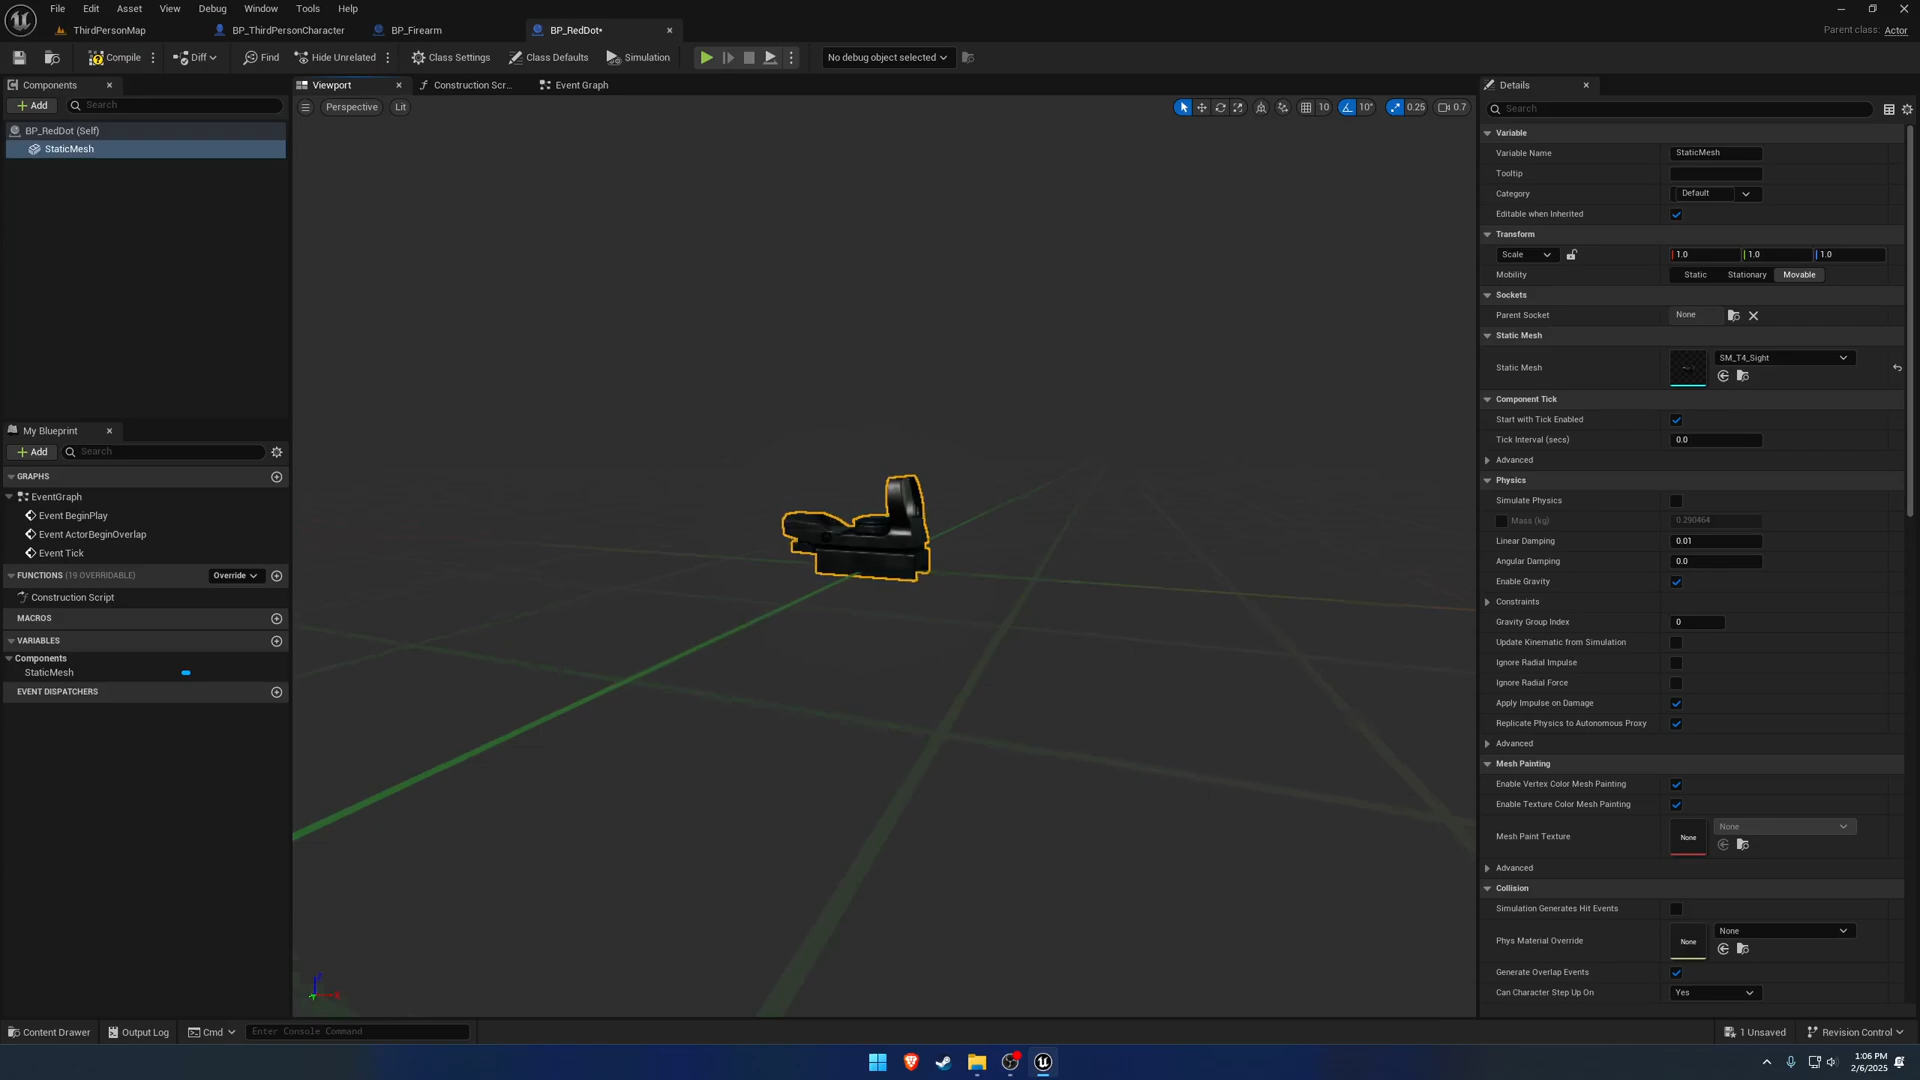 File Edit Asset View Debug Window Tools Help
ThirdPersonMap BP_ThirdPersonCharacter BP_Firearm BP_RedDot•
Parent class: Actor
Compile Diff Find Hide Unrelated Class Settings Class Defaults Simulation No debug object selected
Components
Add Search
BP_RedDot (Self)
StaticMesh
My Blueprint
Add Search
GRAPHS
EventGraph
Event BeginPlay
Event ActorBeginOverlap
Event Tick
FUNCTIONS (19 OVERRIDABLE) Override
Construction Script
MACROS
VARIABLES
Components
StaticMesh
EVENT DISPATCHERS
Viewport Construction Scr... Event Graph
Perspective Lit
10 10° 0.25 0.7
Details
Search
Variable
Variable Name StaticMesh
Tooltip
Category Default
Editable when Inherited
Transform
Scale 1.0 1.0 1.0
Mobility Static Stationary Movable
Sockets
Parent Socket None
Static Mesh
Static Mesh SM_T4_Sight
Component Tick
Start with Tick Enabled
Tick Interval (secs) 0.0
Advanced
Physics
Simulate Physics
Mass (kg) 0.290464
Linear Damping 0.01
Angular Damping 0.0
Enable Gravity
Constraints
Gravity Group Index 0
Update Kinematic from Simulation
Ignore Radial Impulse
Ignore Radial Force
Apply Impulse on Damage
Replicate Physics to Autonomous Proxy
Advanced
Mesh Painting
Enable Vertex Color Mesh Painting
Enable Texture Color Mesh Painting
Mesh Paint Texture None None
Advanced
Collision
Simulation Generates Hit Events
Phys Material Override None None
Generate Overlap Events
Can Character Step Up On Yes
Content Drawer Output Log Cmd Enter Console Command
1 Unsaved Revision Control
1:06 PM
2/6/2025